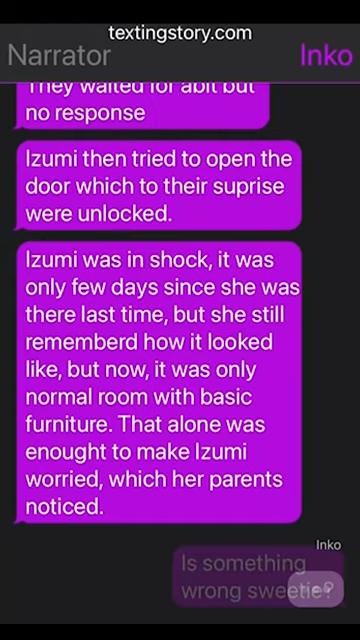 textingstory.com
Narrator
Inko
They waited for abit but
no response
Izumi then tried to open the
door which to their suprise
were unlocked.
Izumi was in shock, it was
only few days since she was
there last time, but she still
rememberd how it looked
like, but now, it was only
normal room with basic
furniture. That alone was
enought to make Izumi
worried, which her parents
noticed.
Inko
Is something
wrong sweetie?